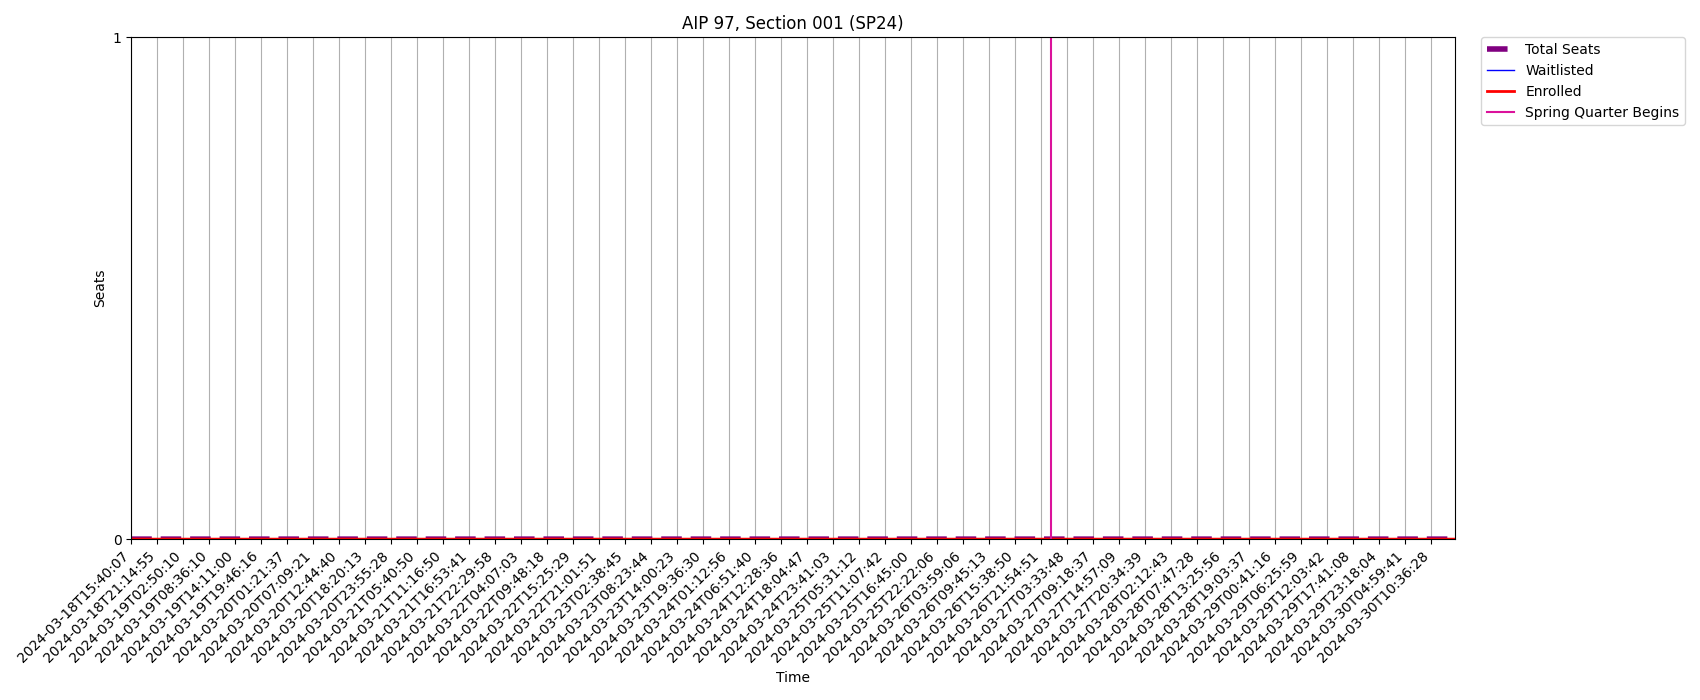 AIP 97, Section 001 (SP24)
1
0
Seats
Total Seats
Waitlisted
Enrolled
Spring Quarter Begins
2024-03-18T15:40:07
2024-03-18T21:14:55
2024-03-19T02:50:10
2024-03-19T08:36:10
2024-03-19T14:11:00
2024-03-19T19:46:16
2024-03-20T01:21:37
2024-03-20T07:09:21
2024-03-20T12:44:40
2024-03-20T18:20:13
2024-03-20T23:55:28
2024-03-21T05:40:50
2024-03-21T11:16:50
2024-03-21T16:53:41
2024-03-21T22:29:58
2024-03-22T04:07:03
2024-03-22T09:48:18
2024-03-22T15:25:29
2024-03-22T21:01:51
2024-03-23T02:38:45
2024-03-23T08:23:44
2024-03-23T14:00:23
2024-03-23T19:36:30
2024-03-24T01:12:56
2024-03-24T06:51:40
2024-03-24T12:28:36
2024-03-24T18:04:47
2024-03-24T23:41:03
2024-03-25T05:31:12
2024-03-25T11:07:42
2024-03-25T16:45:00
2024-03-25T22:22:06
2024-03-26T03:59:06
2024-03-26T09:45:13
2024-03-26T15:38:50
2024-03-26T21:54:51
2024-03-27T03:33:48
2024-03-27T09:18:37
2024-03-27T14:57:09
2024-03-27T20:34:39
2024-03-28T02:12:43
2024-03-28T07:47:28
2024-03-28T13:25:56
2024-03-28T19:03:37
2024-03-29T00:41:16
2024-03-29T06:25:59
2024-03-29T12:03:42
2024-03-29T17:41:08
2024-03-29T23:18:04
2024-03-30T04:59:41
2024-03-30T10:36:28
Time